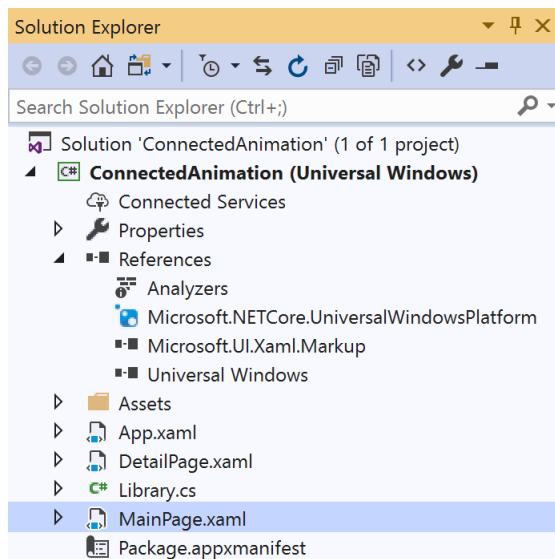 Solution Explorer
Search Solution Explorer (Ctrl+;)
Solution 'ConnectedAnimation' (1 of 1 project)
C# ConnectedAnimation (Universal Windows)
Connected Services
Properties
References
Analyzers
Microsoft.NETCore.UniversalWindowsPlatform
Microsoft.UI.Xaml.Markup
Universal Windows
Assets
App.xaml
DetailPage.xaml
C# Library.cs
MainPage.xaml
Package.appxmanifest